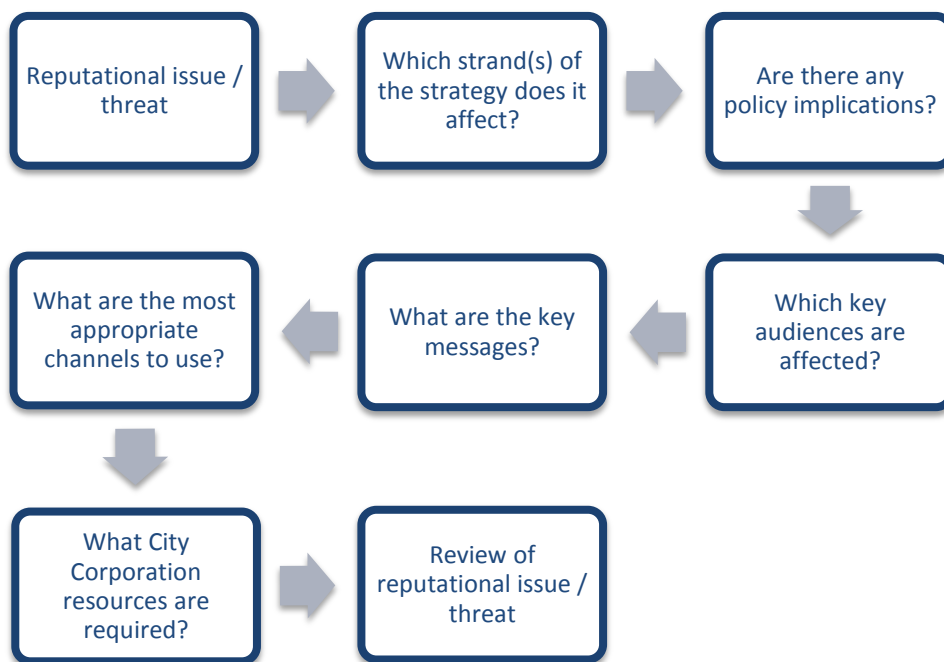 Reputational issue /
threat
Which strand(s) of
the strategy does it
affect?
Are there any
policy implications?
Which key
audiences are
affected?
What are the key
messages?
What are the most
appropriate
channels to use?
What City
Corporation
resources are
required?
Review of
reputational issue /
threat